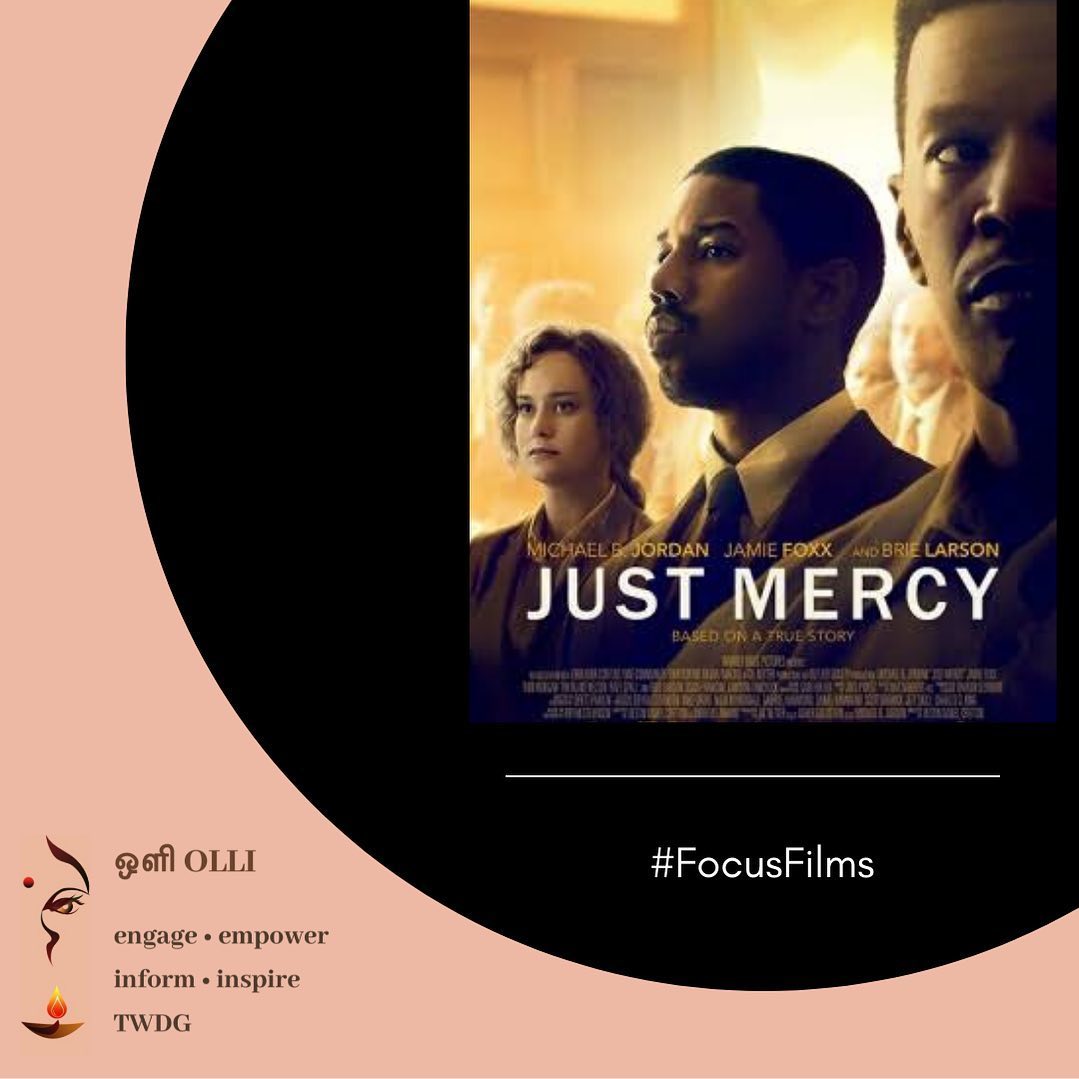 MICHAEL B. JORDAN JAMIE FOXX AND BRIE LARSON
JUST MERCY
BASED ON A TRUE STORY
#FocusFilms
ஒளி OLLI
engage • empower
inform • inspire
TWDG